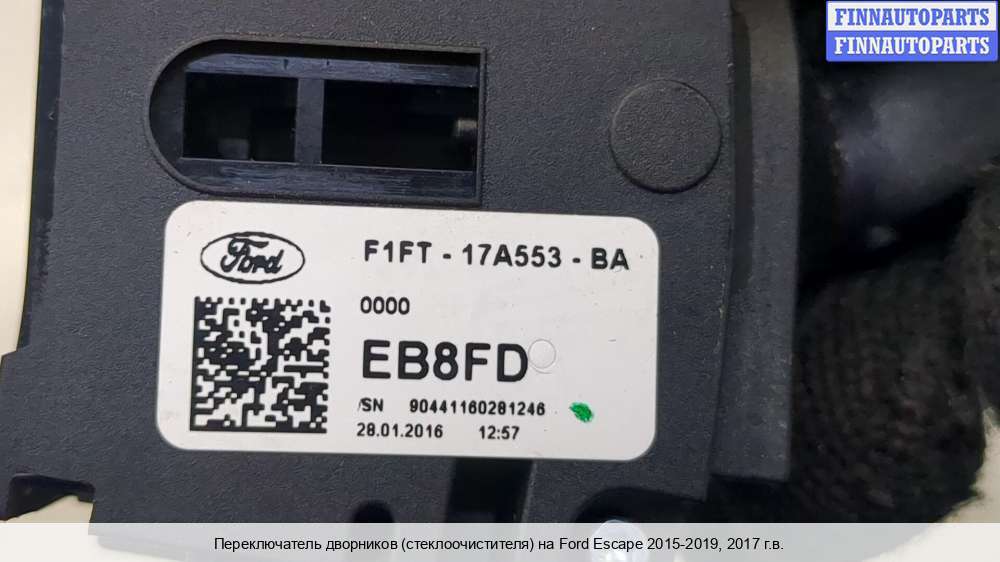 FINNAUTOPARTS
FINNAUTOPARTS
Ford
F1FT - 17A553 - BA
0000
EB8FD
/SN 90441160281246
28.01.2016 12:57
Переключатель дворников (стеклоочистителя) на Ford Escape 2015-2019, 2017 г.в.